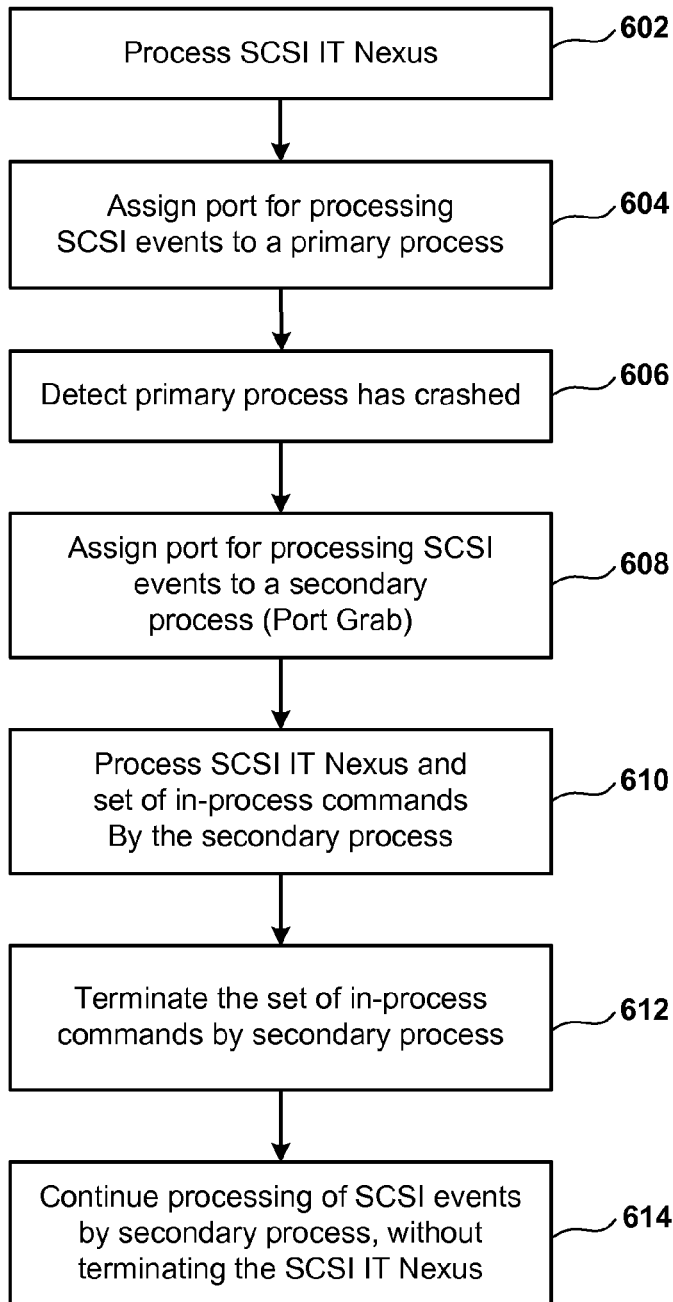 Process SCSI IT Nexus
602
Assign port for processing
SCSI events to a primary process
604
Detect primary process has crashed
606
Assign port for processing SCSI
events to a secondary
process (Port Grab)
608
Process SCSI IT Nexus and
set of in-process commands
By the secondary process
610
Terminate the set of in-process
commands by secondary process
612
Continue processing of SCSI events
by secondary process, without
terminating the SCSI IT Nexus
614